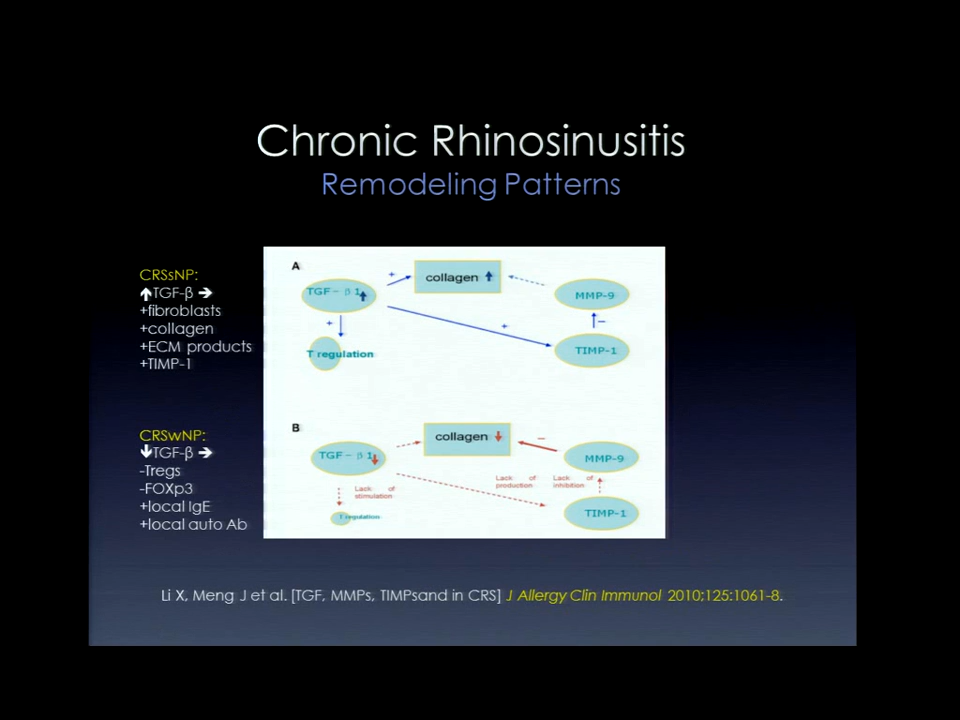 Chronic Rhinosinusitis
Remodeling Patterns
CRSsNP:
🡅TGF-β ➔
+fibroblasts
+collagen
+ECM products
+TIMP-1
A
collagen ⬆
+
TGF – β 1⬆
MMP-9
+
+
–
T regulation
TIMP-1
CRSwNP:
🡇TGF-β ➔
-Tregs
-FOXp3
+local IgE
+local auto Ab
B
collagen ⬇
–
TGF – β 1⬇
MMP-9
Lack of
stimulation
Lack of
production
Lack of
inhibition
T regulation
TIMP-1
Li X, Meng J et al. [TGF, MMPs, TIMPsand in CRS] J Allergy Clin Immunol 2010;125:1061-8.